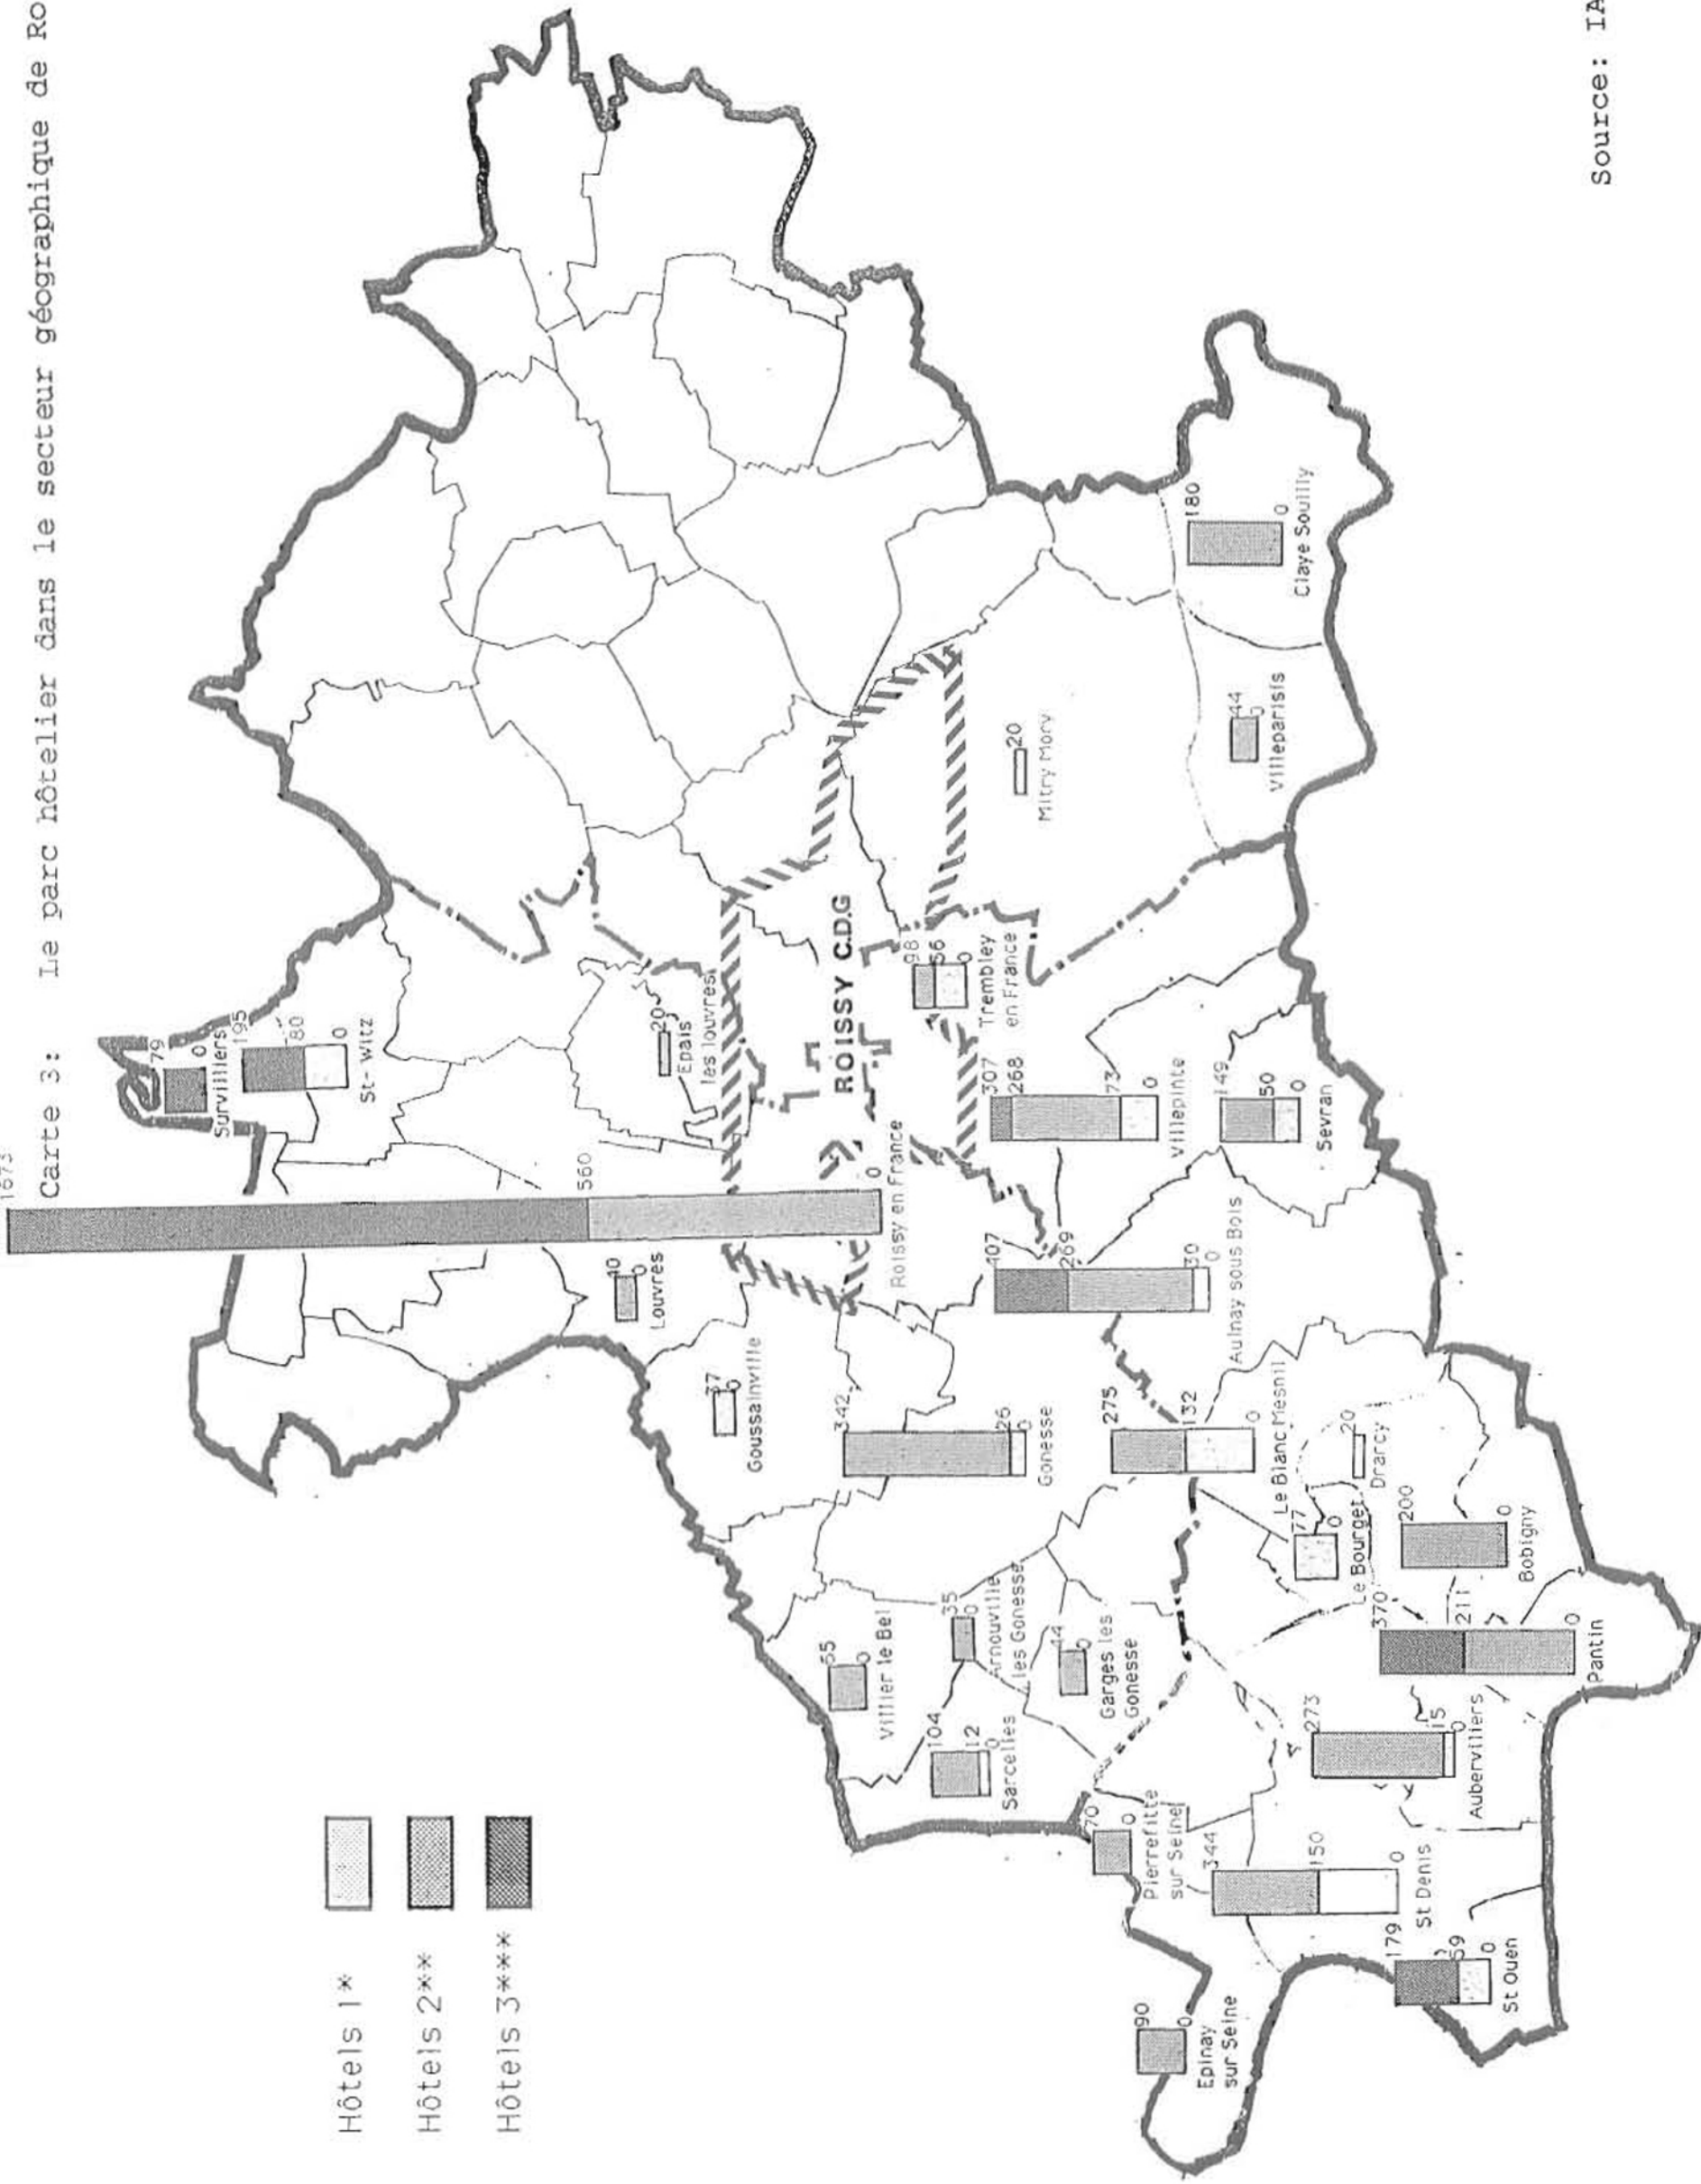 Carte 3: Le parc hôtelier dans le secteur géographique de Ro
Hôtels 1*
Hôtels 2**
Hôtels 3***
1673
560
0
Roissy en France
79
0
Survilliers
195
80
0
St-Witz
40
0
Louvres
20
Epais
les louvres
37
0
Goussainville
ROISSY C.D.G
342
26
0
Gonesse
55
0
Villier le Bel
35
0
Arnouville
les Gonesse
104
12
0
Sarcelles
44
0
Garges les
Gonesse
98
56
0
Trembley
en France
307
268
73
0
Villepinte
407
269
30
0
Aulnay sous Bois
275
132
0
Le Blanc Mesnil
149
50
0
Sevran
20
Mitry Mory
44
0
Villeparisis
180
0
Claye Souilly
70
0
Pierrefitte
sur Seine
90
0
Epinay
sur Seine
344
150
0
St Denis
179
59
0
St Ouen
273
15
0
Aubervilliers
370
211
0
Pantin
77
0
Le Bourget
20
Drarcy
200
0
Bobigny
Source: IA